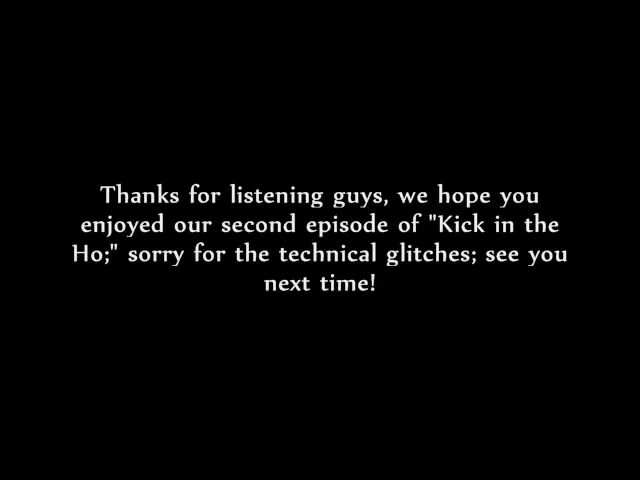 Thanks for listening guys, we hope you
enjoyed our second episode of "Kick in the
Ho;" sorry for the technical glitches; see you
next time!